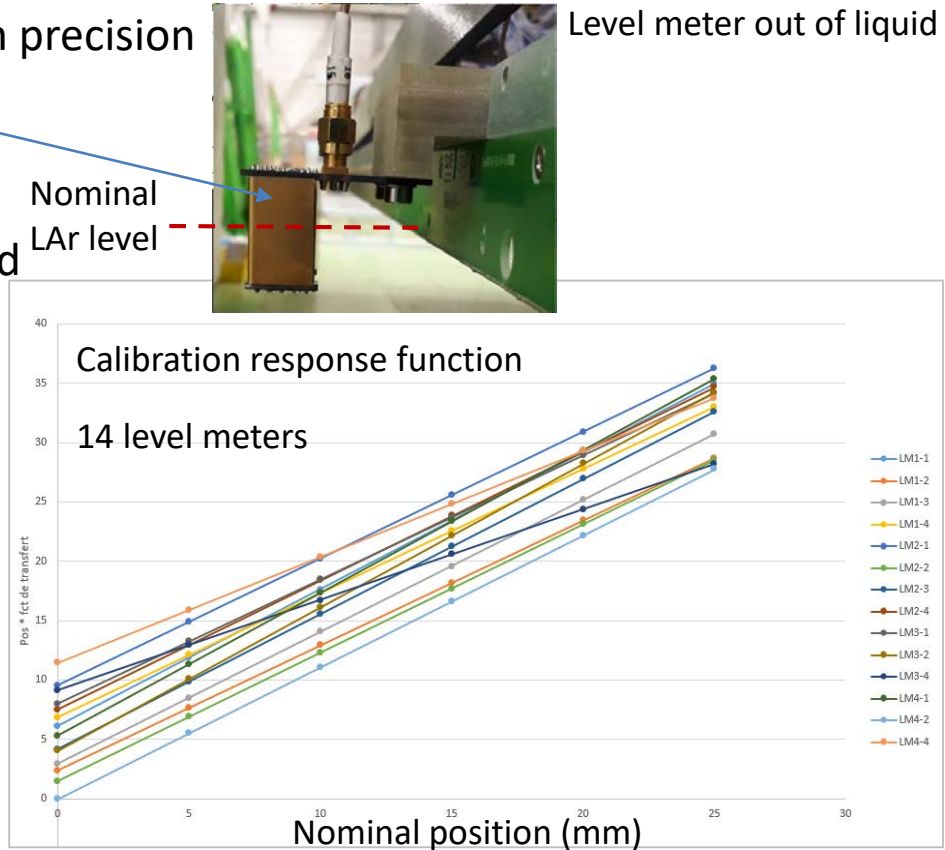 precision
Level meter out of liquid
Nominal
LAr level
Calibration response function
14 level meters
Pos * fct de transfert
40
35
30
25
20
15
10
5
0
0 5 10 15 20 25 30
Nominal position (mm)
LM1-1
LM1-2
LM1-3
LM1-4
LM2-1
LM2-2
LM2-3
LM2-4
LM3-1
LM3-2
LM3-4
LM4-1
LM4-2
LM4-4